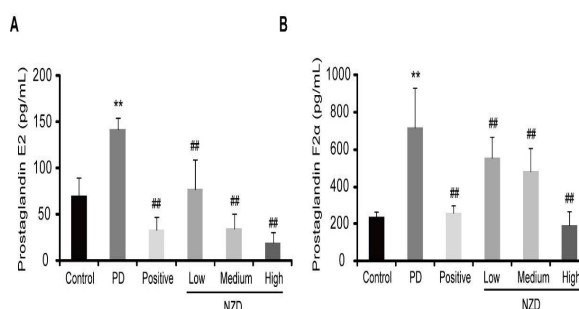 A
Prostaglandin E2 (pg/mL)
200
150
100
50
0
**
##
##
##
##
Control PD Positive Low Medium High
NZD
B
Prostaglandin F2α (pg/mL)
1000
800
600
400
200
0
**
##
##
##
##
Control PD Positive Low Medium High
NZD